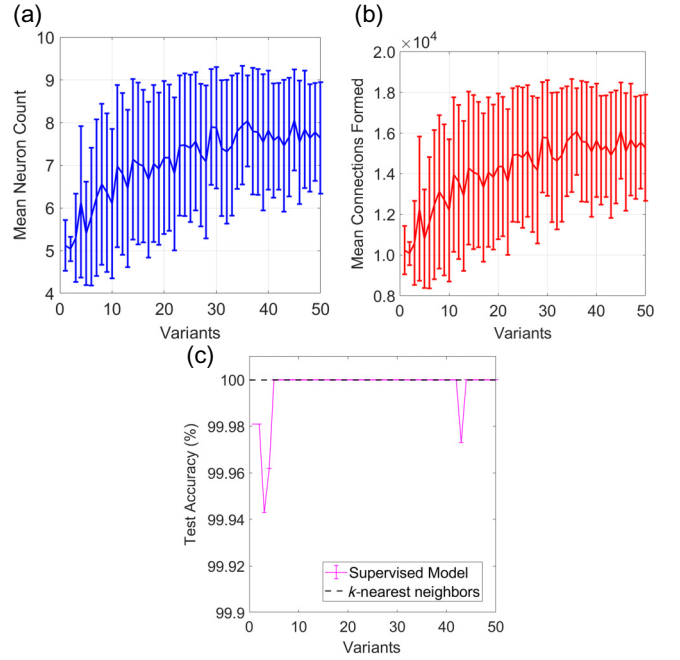 (a)
10
9
8
7
6
5
4
Mean Neuron Count
0 10 20 30 40 50
Variants
(b)
×10⁴
2.0
1.8
1.6
1.4
1.2
1.0
0.8
Mean Connections Formed
0 10 20 30 40 50
Variants
(c)
100
99.98
99.96
99.94
99.92
99.9
Test Accuracy (%)
Supervised Model
k-nearest neighbors
0 10 20 30 40 50
Variants